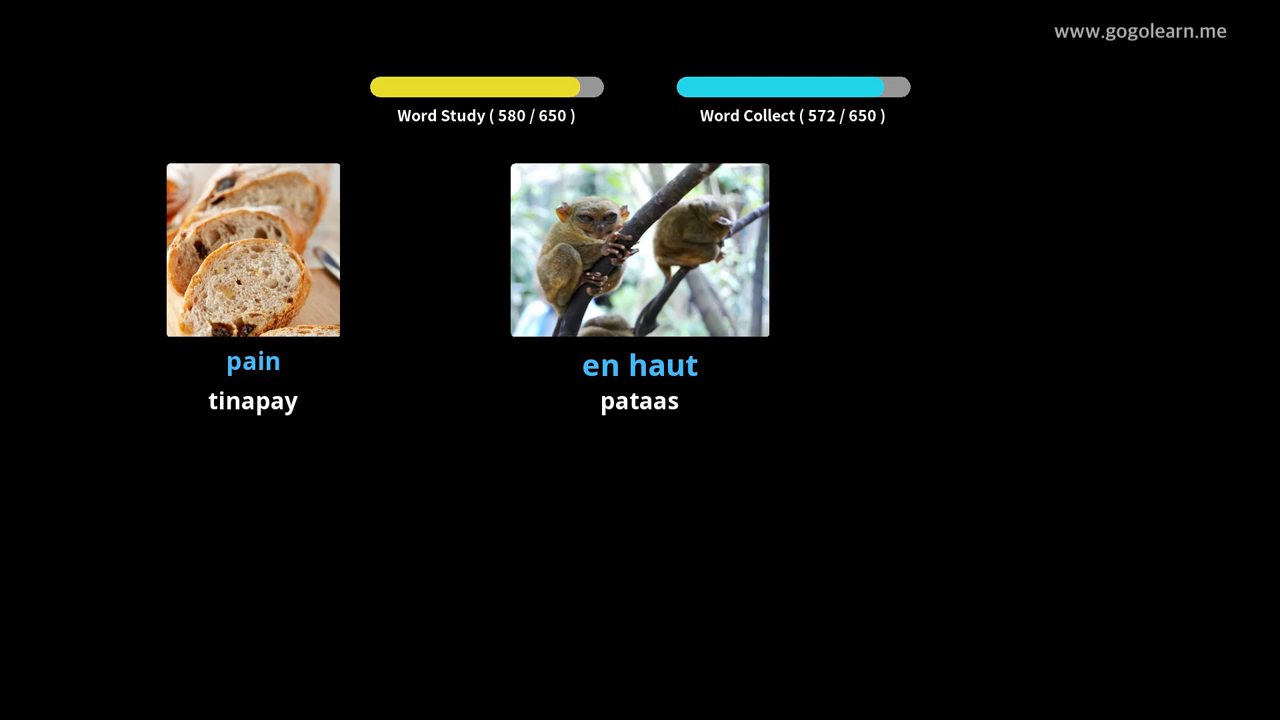 www.gogolearn.me
Word Study ( 580 / 650 )
Word Collect ( 572 / 650 )
pain
tinapay
en haut
pataas